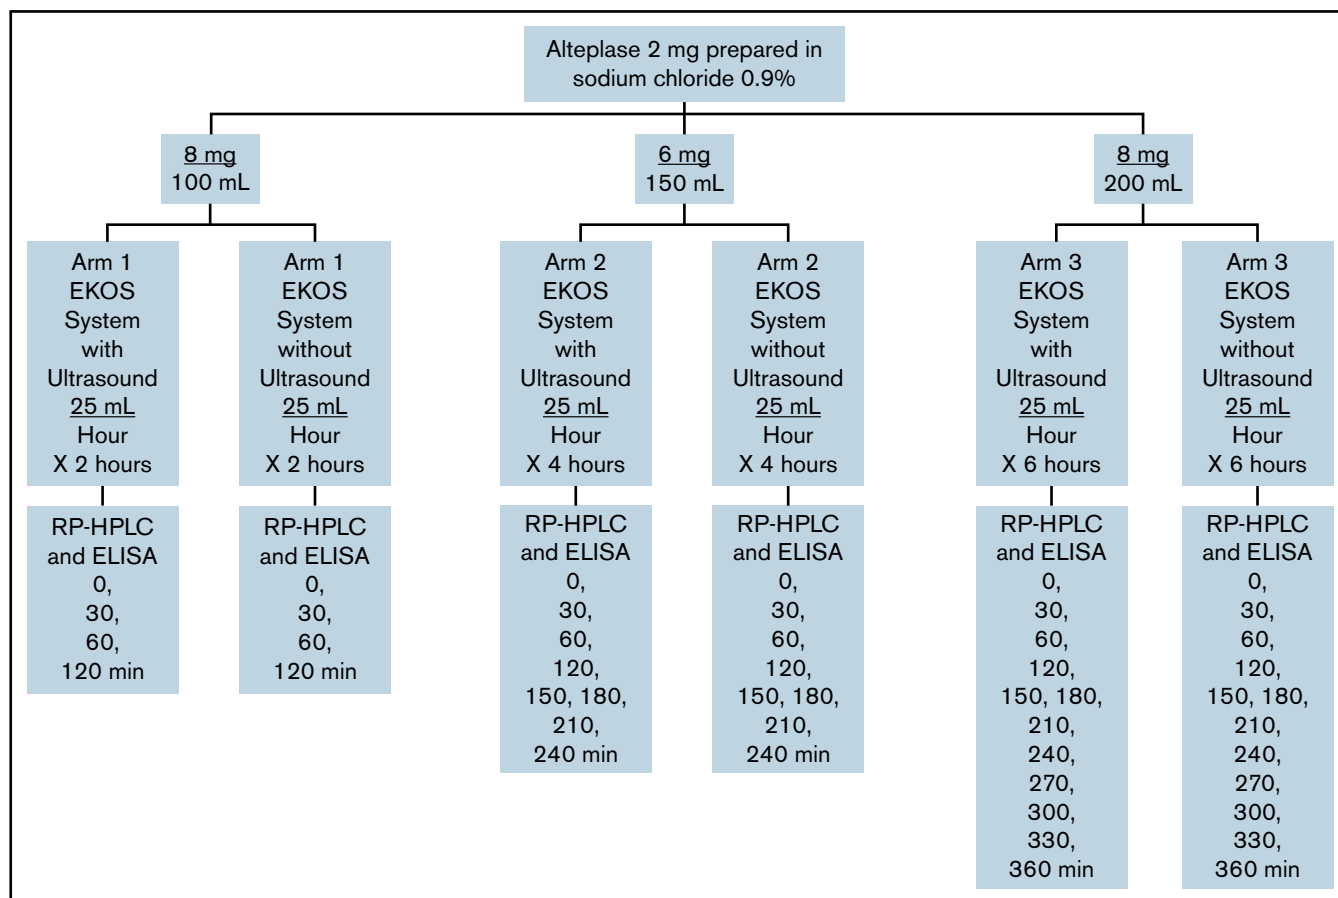 Alteplase 2 mg prepared in
sodium chloride 0.9%
8 mg
100 mL
6 mg
150 mL
8 mg
200 mL
Arm 1
EKOS
System
with
Ultrasound
25 mL
Hour
X 2 hours
Arm 1
EKOS
System
without
Ultrasound
25 mL
Hour
X 2 hours
Arm 2
EKOS
System
with
Ultrasound
25 mL
Hour
X 4 hours
Arm 2
EKOS
System
without
Ultrasound
25 mL
Hour
X 4 hours
Arm 3
EKOS
System
with
Ultrasound
25 mL
Hour
X 6 hours
Arm 3
EKOS
System
without
Ultrasound
25 mL
Hour
X 6 hours
RP-HPLC
and ELISA
0,
30,
60,
120 min
RP-HPLC
and ELISA
0,
30,
60,
120 min
RP-HPLC
and ELISA
0,
30,
60,
120,
150, 180,
210,
240 min
RP-HPLC
and ELISA
0,
30,
60,
120,
150, 180,
210,
240 min
RP-HPLC
and ELISA
0,
30,
60,
120,
150, 180,
210,
240,
270,
300,
330,
360 min
RP-HPLC
and ELISA
0,
30,
60,
120,
150, 180,
210,
240,
270,
300,
330,
360 min